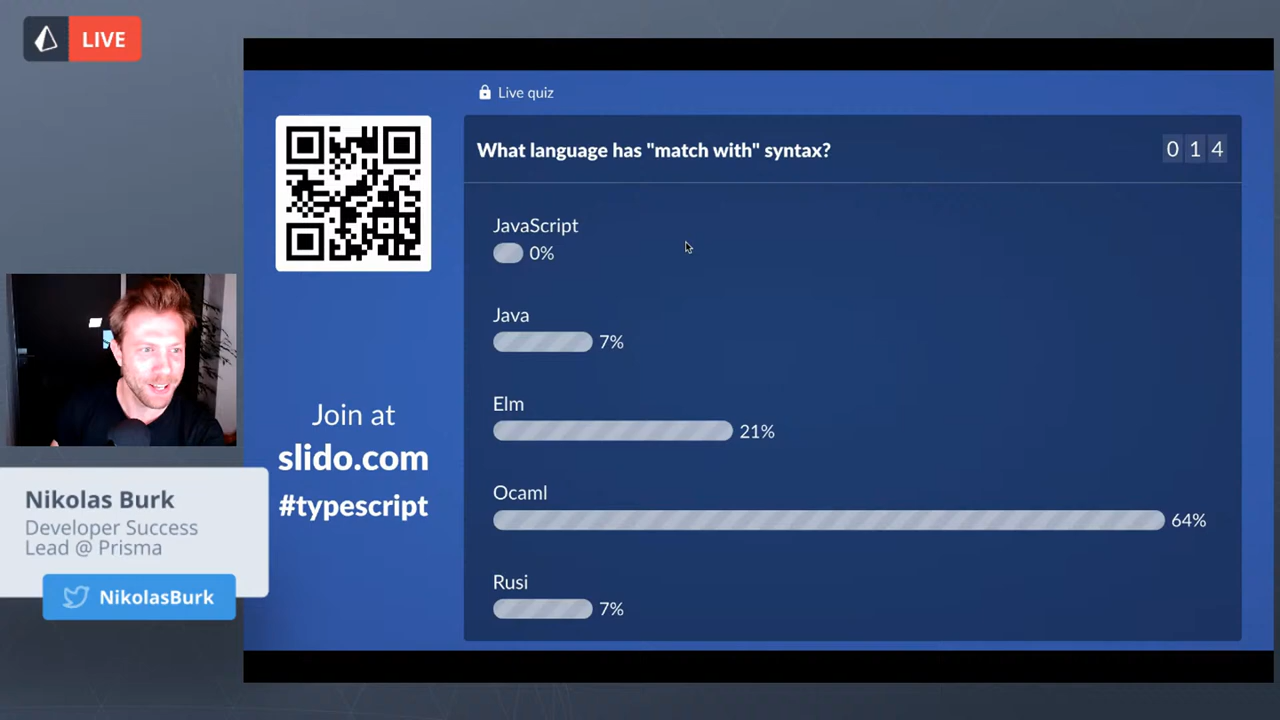 LIVE
Live quiz
What language has "match with" syntax?
0 1 4
JavaScript
0%
Java
7%
Elm
21%
Ocaml
64%
Rusi
7%
Join at
slido.com
#typescript
Nikolas Burk
Developer Success
Lead @ Prisma
NikolasBurk